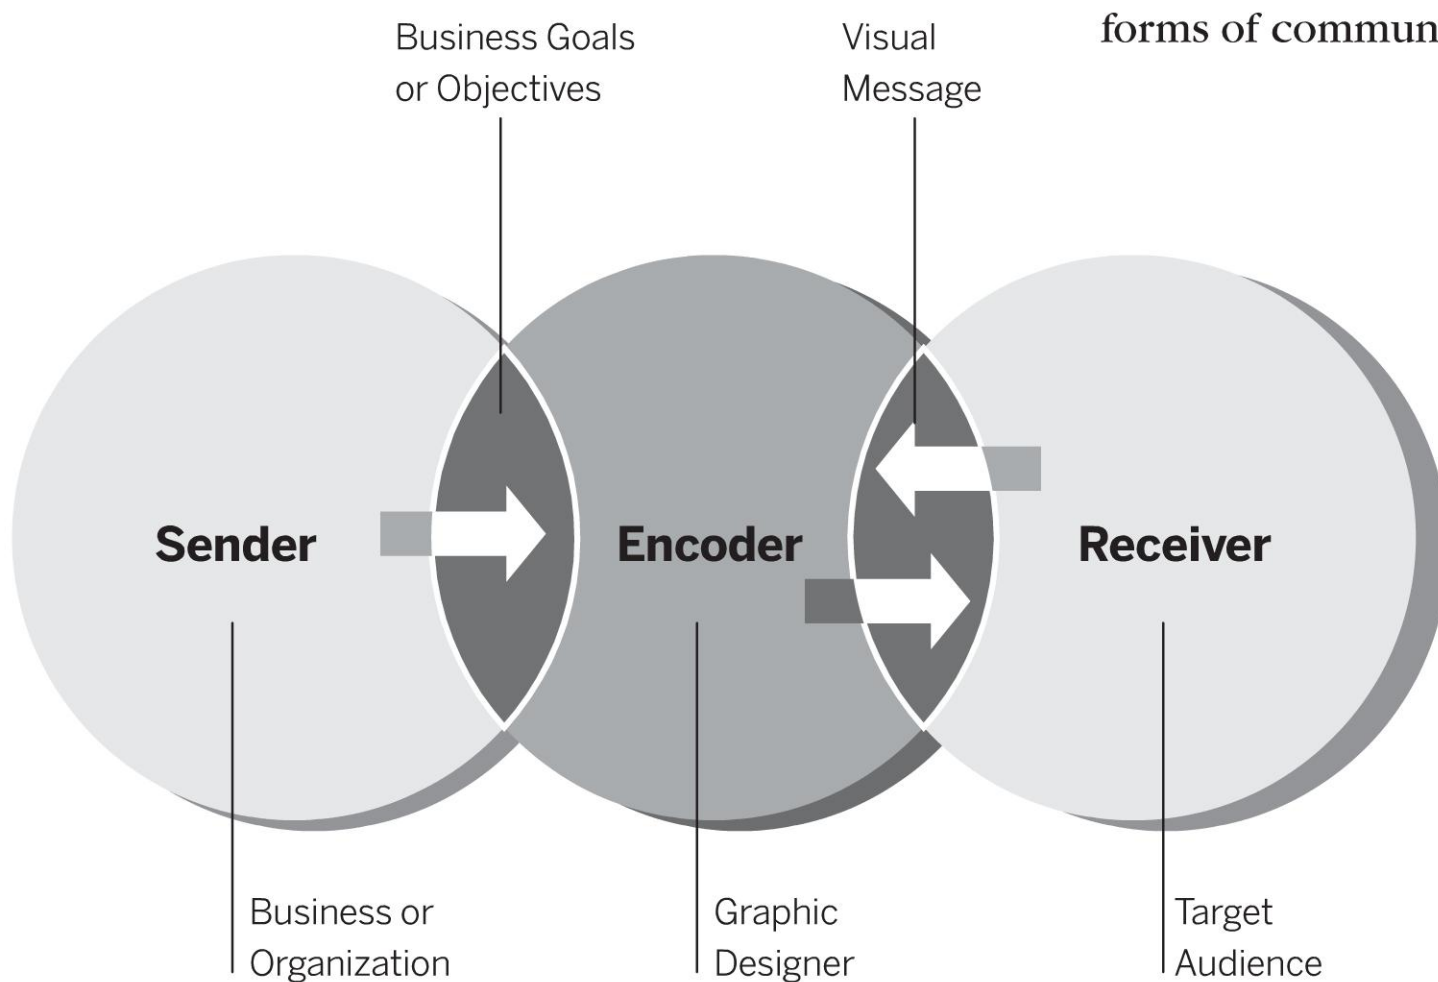 Business Goals
or Objectives
Visual
Message
forms of commun
Sender
Encoder
Receiver
Business or
Organization
Graphic
Designer
Target
Audience